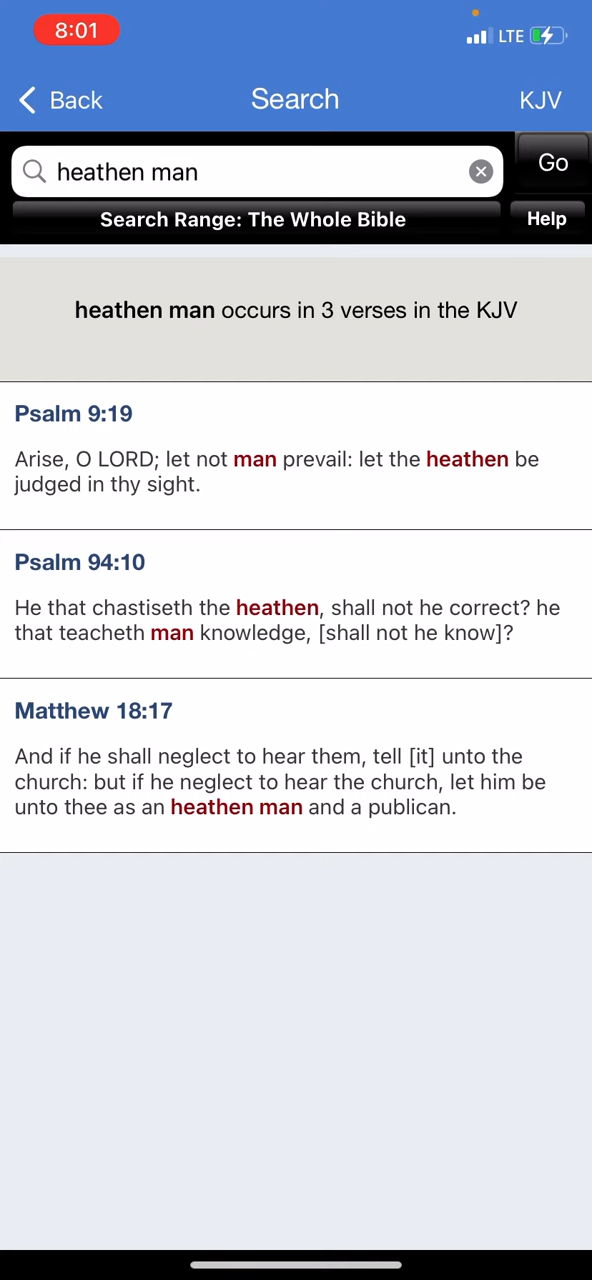 8:01
LTE
Back
Search
KJV
heathen man
Go
Search Range: The Whole Bible
Help
heathen man occurs in 3 verses in the KJV
Psalm 9:19
Arise, O LORD; let not man prevail: let the heathen be
judged in thy sight.
Psalm 94:10
He that chastiseth the heathen, shall not he correct? he
that teacheth man knowledge, [shall not he know]?
Matthew 18:17
And if he shall neglect to hear them, tell [it] unto the
church: but if he neglect to hear the church, let him be
unto thee as an heathen man and a publican.